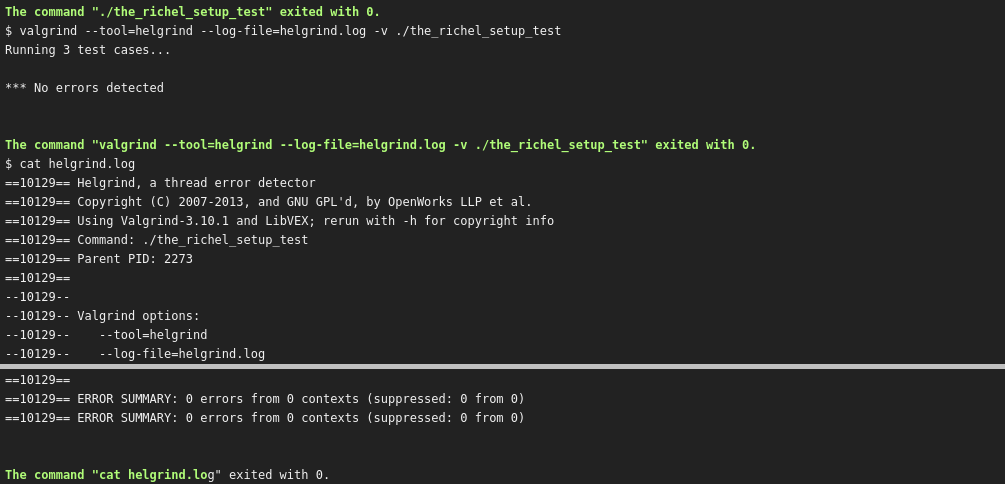 The command "./the_richel_setup_test" exited with 0.
$ valgrind --tool=helgrind --log-file=helgrind.log -v ./the_richel_setup_test
Running 3 test cases...
*** No errors detected
The command "valgrind --tool=helgrind --log-file=helgrind.log -v ./the_richel_setup_test" exited with 0.
$ cat helgrind.log
==10129== Helgrind, a thread error detector
==10129== Copyright (C) 2007-2013, and GNU GPL'd, by OpenWorks LLP et al.
==10129== Using Valgrind-3.10.1 and LibVEX; rerun with -h for copyright info
==10129== Command: ./the_richel_setup_test
==10129== Parent PID: 2273
==10129==
--10129--
--10129-- Valgrind options:
--10129--    --tool=helgrind
--10129--    --log-file=helgrind.log
==10129==
==10129== ERROR SUMMARY: 0 errors from 0 contexts (suppressed: 0 from 0)
==10129== ERROR SUMMARY: 0 errors from 0 contexts (suppressed: 0 from 0)
The command "cat helgrind.log" exited with 0.